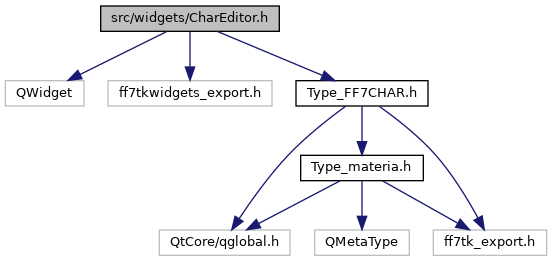 src/widgets/CharEditor.h
QWidget
ff7tkwidgets_export.h
Type_FF7CHAR.h
Type_materia.h
QtCore/qglobal.h
QMetaType
ff7tk_export.h